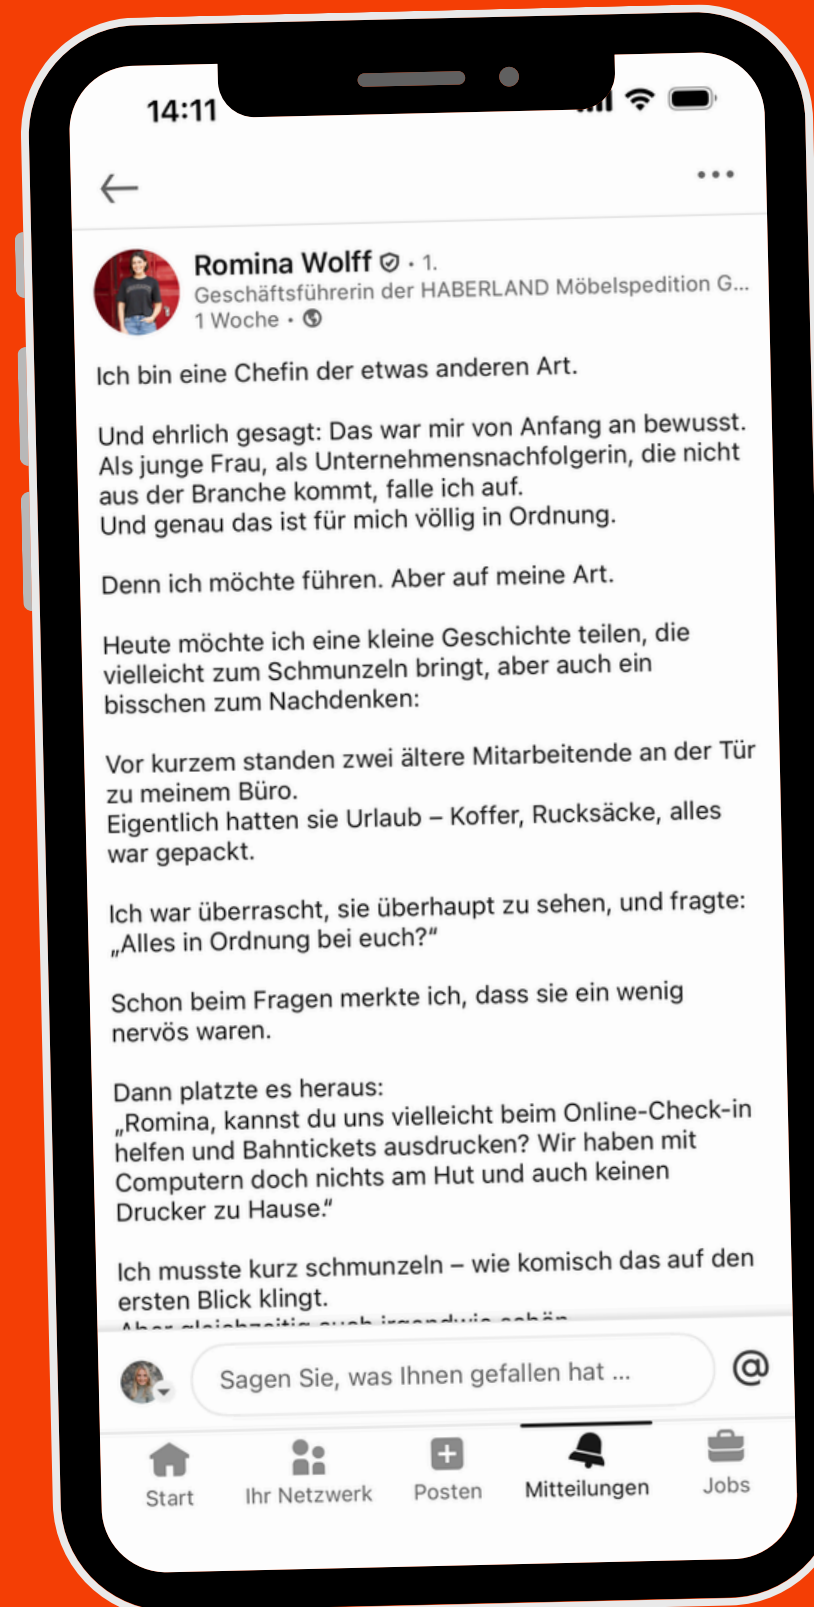 14:11
Romina Wolff · 1.
Geschäftsführerin der HABERLAND Möbelspedition G...
1 Woche ·
Ich bin eine Chefin der etwas anderen Art.
Und ehrlich gesagt: Das war mir von Anfang an bewusst.
Als junge Frau, als Unternehmensnachfolgerin, die nicht
aus der Branche kommt, falle ich auf.
Und genau das ist für mich völlig in Ordnung.
Denn ich möchte führen. Aber auf meine Art.
Heute möchte ich eine kleine Geschichte teilen, die
vielleicht zum Schmunzeln bringt, aber auch ein
bisschen zum Nachdenken:
Vor kurzem standen zwei ältere Mitarbeitende an der Tür
zu meinem Büro.
Eigentlich hatten sie Urlaub – Koffer, Rucksäcke, alles
war gepackt.
Ich war überrascht, sie überhaupt zu sehen, und fragte:
„Alles in Ordnung bei euch?“
Schon beim Fragen merkte ich, dass sie ein wenig
nervös waren.
Dann platzte es heraus:
„Romina, kannst du uns vielleicht beim Online-Check-in
helfen und Bahntickets ausdrucken? Wir haben mit
Computern doch nichts am Hut und auch keinen
Drucker zu Hause.“
Ich musste kurz schmunzeln – wie komisch das auf den
ersten Blick klingt.
Aber gleichzeitig auch irgendwie schön.
Sagen Sie, was Ihnen gefallen hat ...
@
Start
Ihr Netzwerk
Posten
Mitteilungen
Jobs